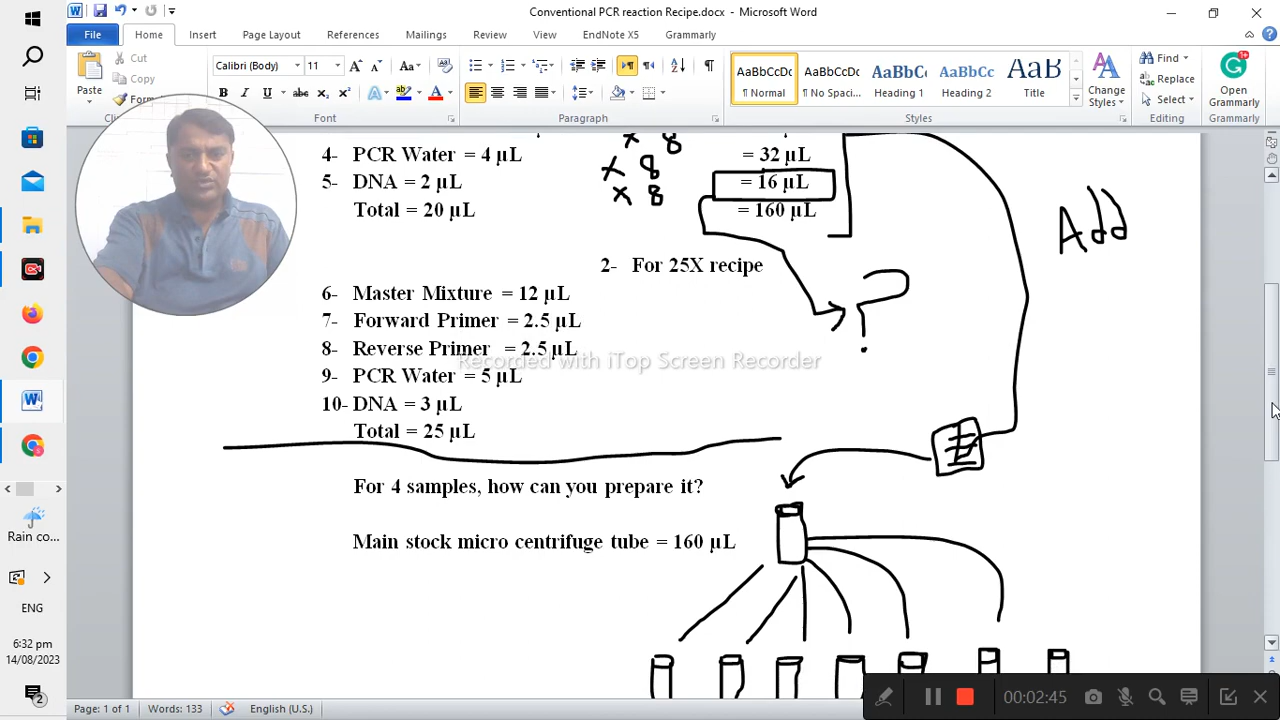 Conventional PCR reaction Recipe.docx - Microsoft Word
File Home Insert Page Layout References Mailings Review View EndNote X5 Grammarly
Paste
Cut
Copy
Calibri (Body) 11
Font
Paragraph
AaBbCcDc AaBbCcDc AaBbCc AaBbCc AaB
¶ Normal ¶ No Spaci... Heading 1 Heading 2 Title
Styles
Change Styles
Find
Replace
Select
Editing
Open Grammarly
Grammarly
x 8
4- PCR Water = 4 µL x 8 = 32 µL
5- DNA = 2 µL x 8 = 16 µL
Total = 20 µL = 160 µL
Add
2- For 25X recipe
?
6- Master Mixture = 12 µL
7- Forward Primer = 2.5 µL
8- Reverse Primer = 2.5 µL
Recorded with iTop Screen Recorder
9- PCR Water = 5 µL
10- DNA = 3 µL
Total = 25 µL
For 4 samples, how can you prepare it?
Main stock micro centrifuge tube = 160 µL
Rain co...
ENG
6:32 pm
14/08/2023
2
Page: 1 of 1 Words: 133 English (U.S.)
00:02:45